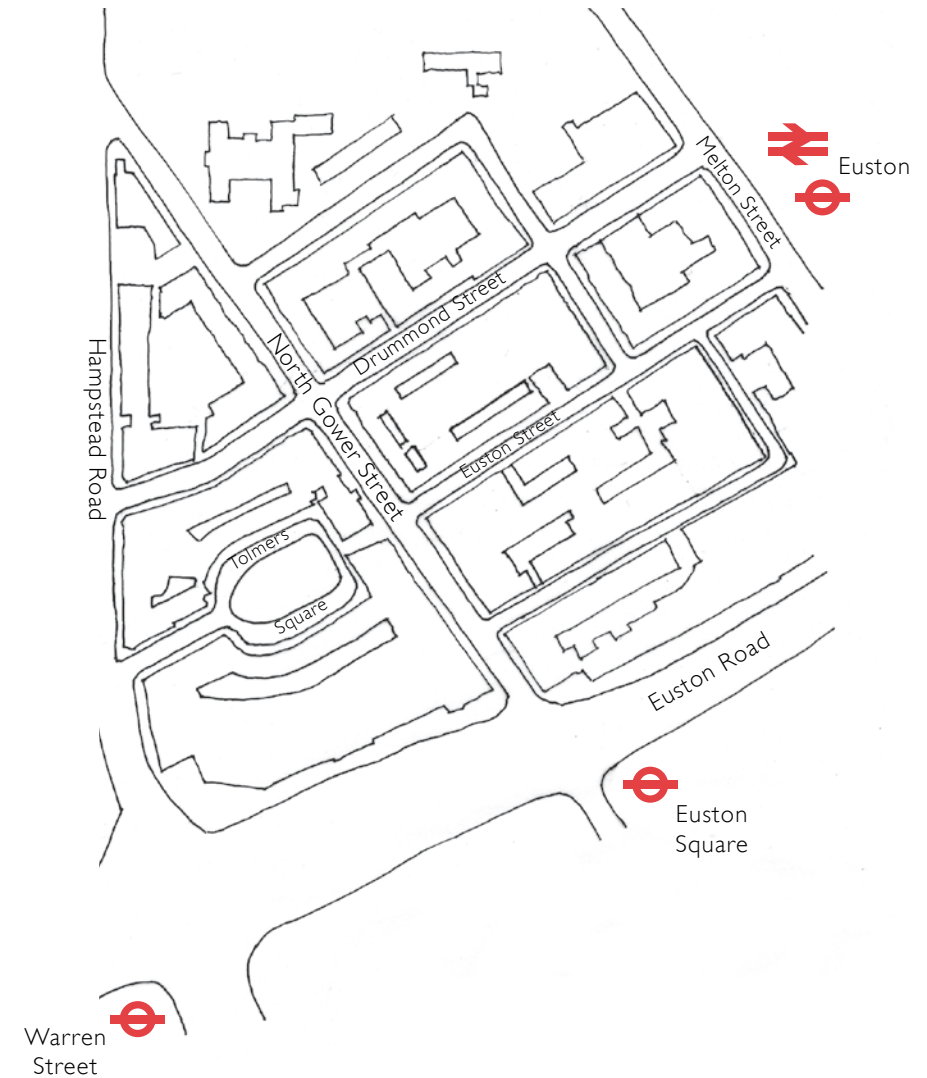 Melton Street
Euston
Drummond Street
Hampstead Road
North Gower Street
Euston Street
Tolmers
Square
Euston Road
Euston
Square
Warren
Street